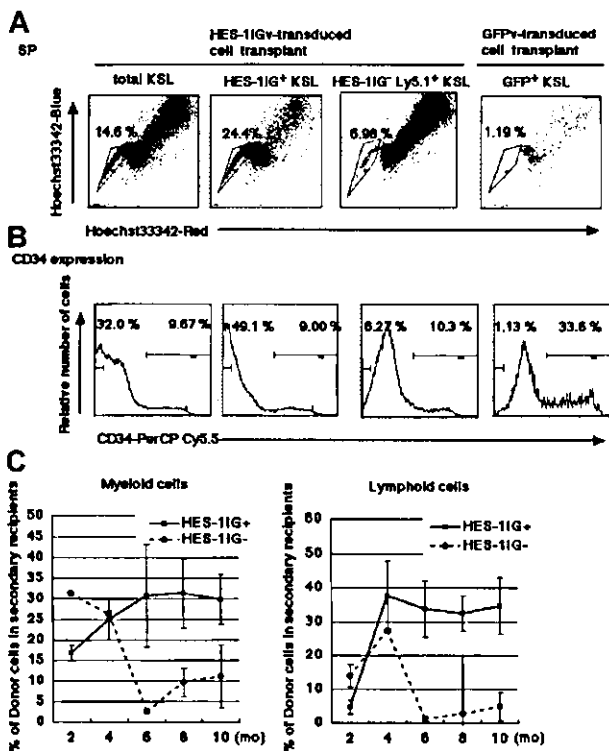 A
SP
HES-1IGv-transduced
cell transplant
GFPv-transduced
cell transplant
total KSL
HES-1IG+ KSL
HES-1IG- Ly5.1+ KSL
GFP+ KSL
Hoechst33342-Blue
14.6 %
24.4%
6.98 %
1.19 %
Hoechst33342-Red
B
CD34 expression
Relative number of cells
32.0 %
9.67 %
49.1 %
9.00 %
6.27 %
10.3 %
1.13 %
33.6 %
CD34-PerCP Cy5.5
C
Myeloid cells
% of Donor cells in secondary recipients
50
45
40
35
30
25
20
15
10
5
0
HES-1IG+
HES-1IG-
2 4 6 8 10 (mo)
Lymphoid cells
% of Donor cells in secondary recipients
60
50
40
30
20
10
0
HES-1IG+
HES-1IG-
2 4 6 8 10 (mo)